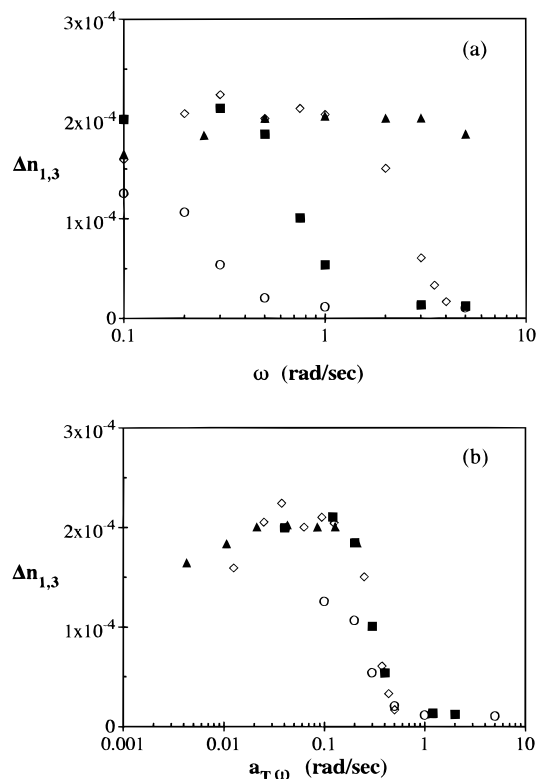 3x10-4
(a)
2x10-4
Δn1,3
1x10-4
0
0.1
1
10
ω (rad/sec)
3x10-4
(b)
2x10-4
Δn1,3
1x10-4
0
0.001
0.01
0.1
1
10
aTω (rad/sec)